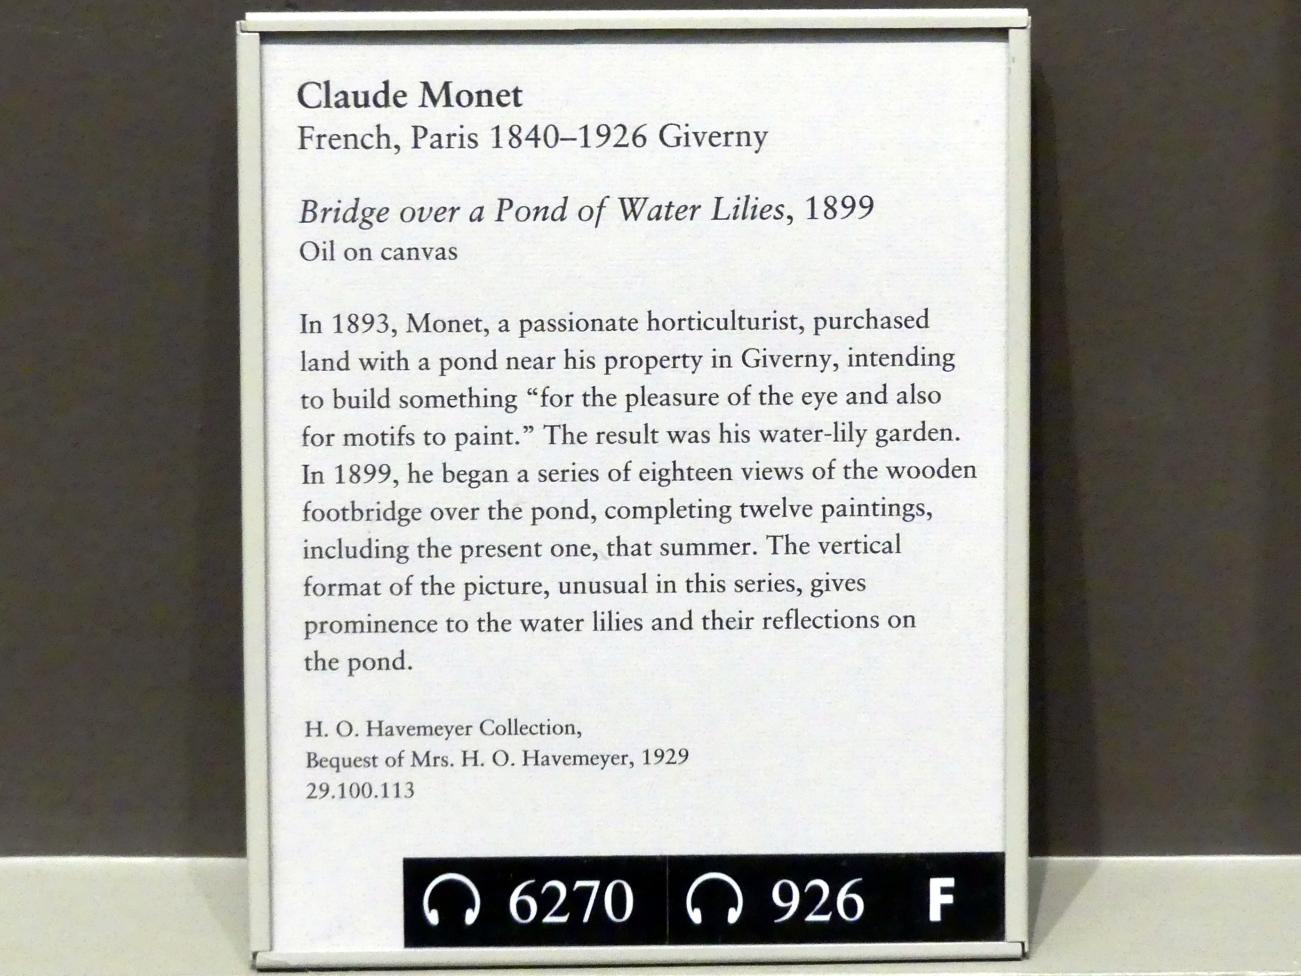 Claude Monet
French, Paris 1840–1926 Giverny
Bridge over a Pond of Water Lilies, 1899
Oil on canvas
In 1893, Monet, a passionate horticulturist, purchased
land with a pond near his property in Giverny, intending
to build something “for the pleasure of the eye and also
for motifs to paint.” The result was his water-lily garden.
In 1899, he began a series of eighteen views of the wooden
footbridge over the pond, completing twelve paintings,
including the present one, that summer. The vertical
format of the picture, unusual in this series, gives
prominence to the water lilies and their reflections on
the pond.
H. O. Havemeyer Collection,
Bequest of Mrs. H. O. Havemeyer, 1929
29.100.113
6270 926 F